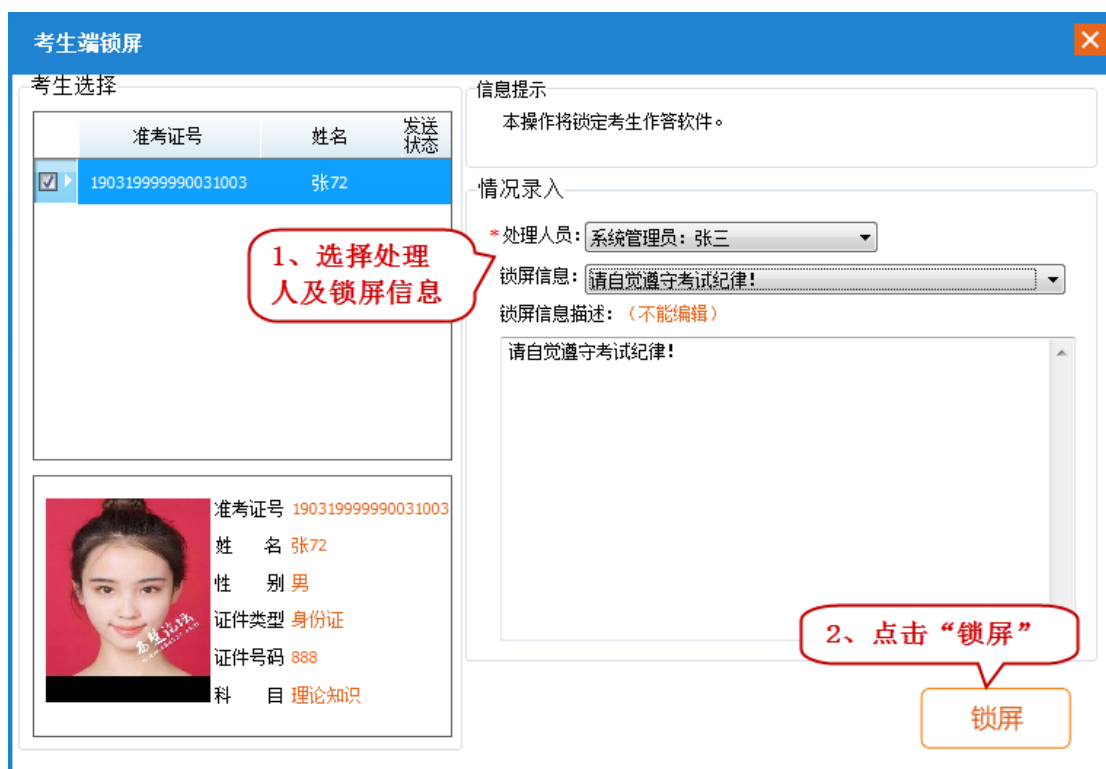 考生端锁屏
考生选择
准考证号 姓名 发送状态
190319999990031003 张72
1、选择处理
人及锁屏信息
准考证号 190319999990031003
姓 名 张72
性 别 男
证件类型 身份证
证件号码 888
科 目 理论知识
信息提示
本操作将锁定考生作答软件。
情况录入
*处理人员: 系统管理员: 张三
锁屏信息: 请自觉遵守考试纪律!
锁屏信息描述: (不能编辑)
请自觉遵守考试纪律!
2、点击“锁屏”
锁屏